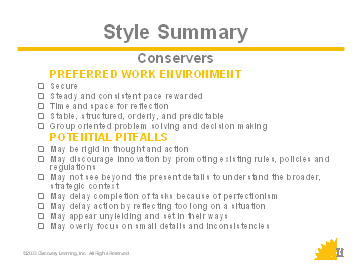 Style Summary
Conservers
PREFERRED WORK ENVIRONMENT
Secure
Steady and consistent pace rewarded
Time and space for reflection
Stable, structured, orderly, and predictable
Group oriented problem solving and decision making
POTENTIAL PITFALLS
May be rigid in thought and action
May discourage innovation by promoting existing rules, policies and
regulations
May not see beyond the present details to understand the broader,
strategic context
May delay completion of tasks because of perfectionism
May delay action by reflecting too long on a situation
May appear unyielding and set in their ways
May overly focus on small details and inconsistencies
Discovery Learning, Inc. All Rights Reserved